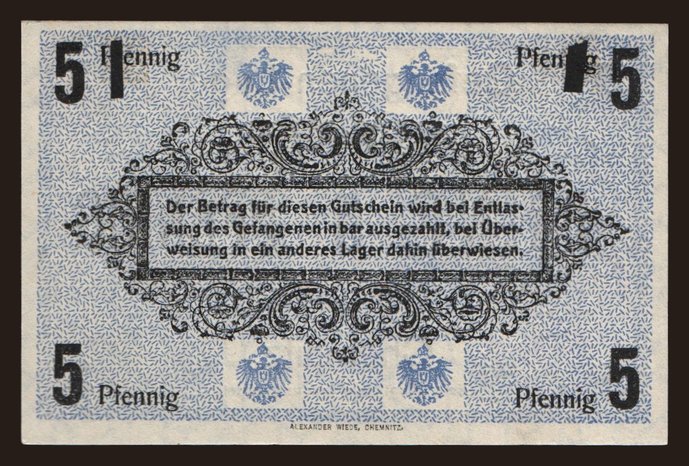 5 Pfennig Pfennig 5
Der Betrag für diesen Gutschein wird bei Entlas-
sung des Gefangenen in bar ausgezahlt, bei Über-
weisung in ein anderes Lager dahin überwiesen.
5 Pfennig Pfennig 5
ALEXANDER WIEDE, CHEMNITZ.